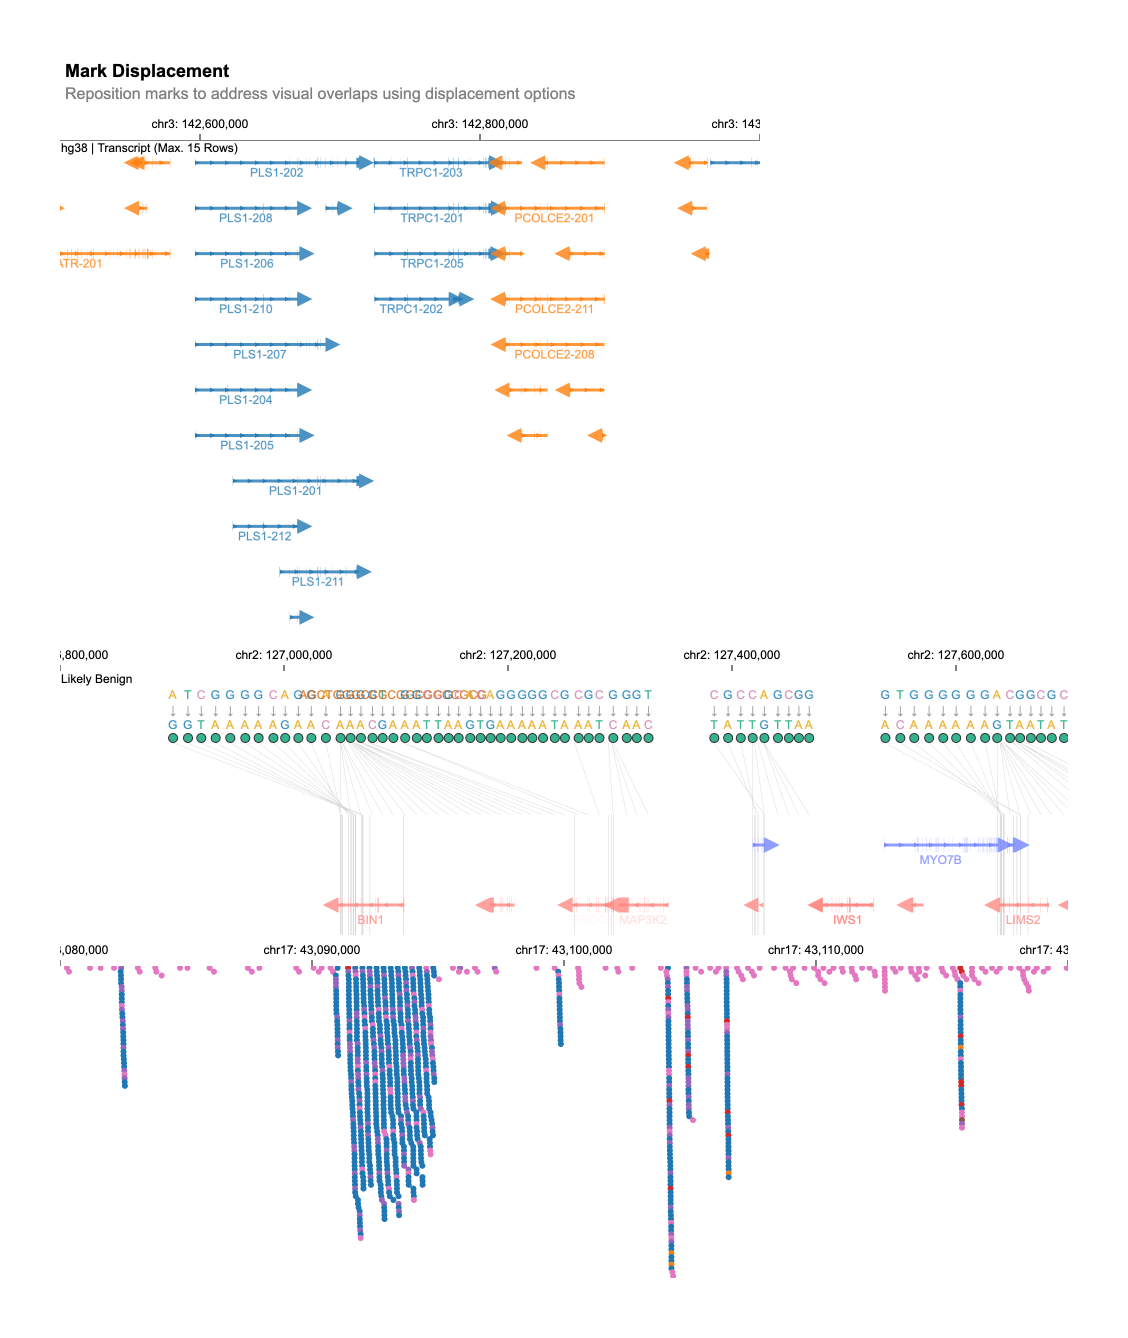 Mark Displacement
Reposition marks to address visual overlaps using displacement options
chr3: 142,600,000 chr3: 142,800,000 chr3: 143
hg38 | Transcript (Max. 15 Rows)
PLS1-202 TRPC1-203
PLS1-208 TRPC1-201 PCOLCE2-201
ATR-201 PLS1-206 TRPC1-205
PLS1-210 TRPC1-202 PCOLCE2-211
PLS1-207 PCOLCE2-208
PLS1-204
PLS1-205
PLS1-201
PLS1-212
PLS1-211
,800,000 chr2: 127,000,000 chr2: 127,200,000 chr2: 127,400,000 chr2: 127,600,000
Likely Benign
A T C G G G G C A G AGGGGGCGCGC GGGT CGCCAGCGG GTGGGGGGACGGCGC
G G T A A A A A G A A C A A A C G A A A T T A A G T G A A A A A T A A A T C A A C T A T T G T T A A A C A A A A A A G T A A T A T
MYO7B
BIN1 MAP3K2 IWS1 LIMS2
,080,000 chr17: 43,090,000 chr17: 43,100,000 chr17: 43,110,000 chr17: 43